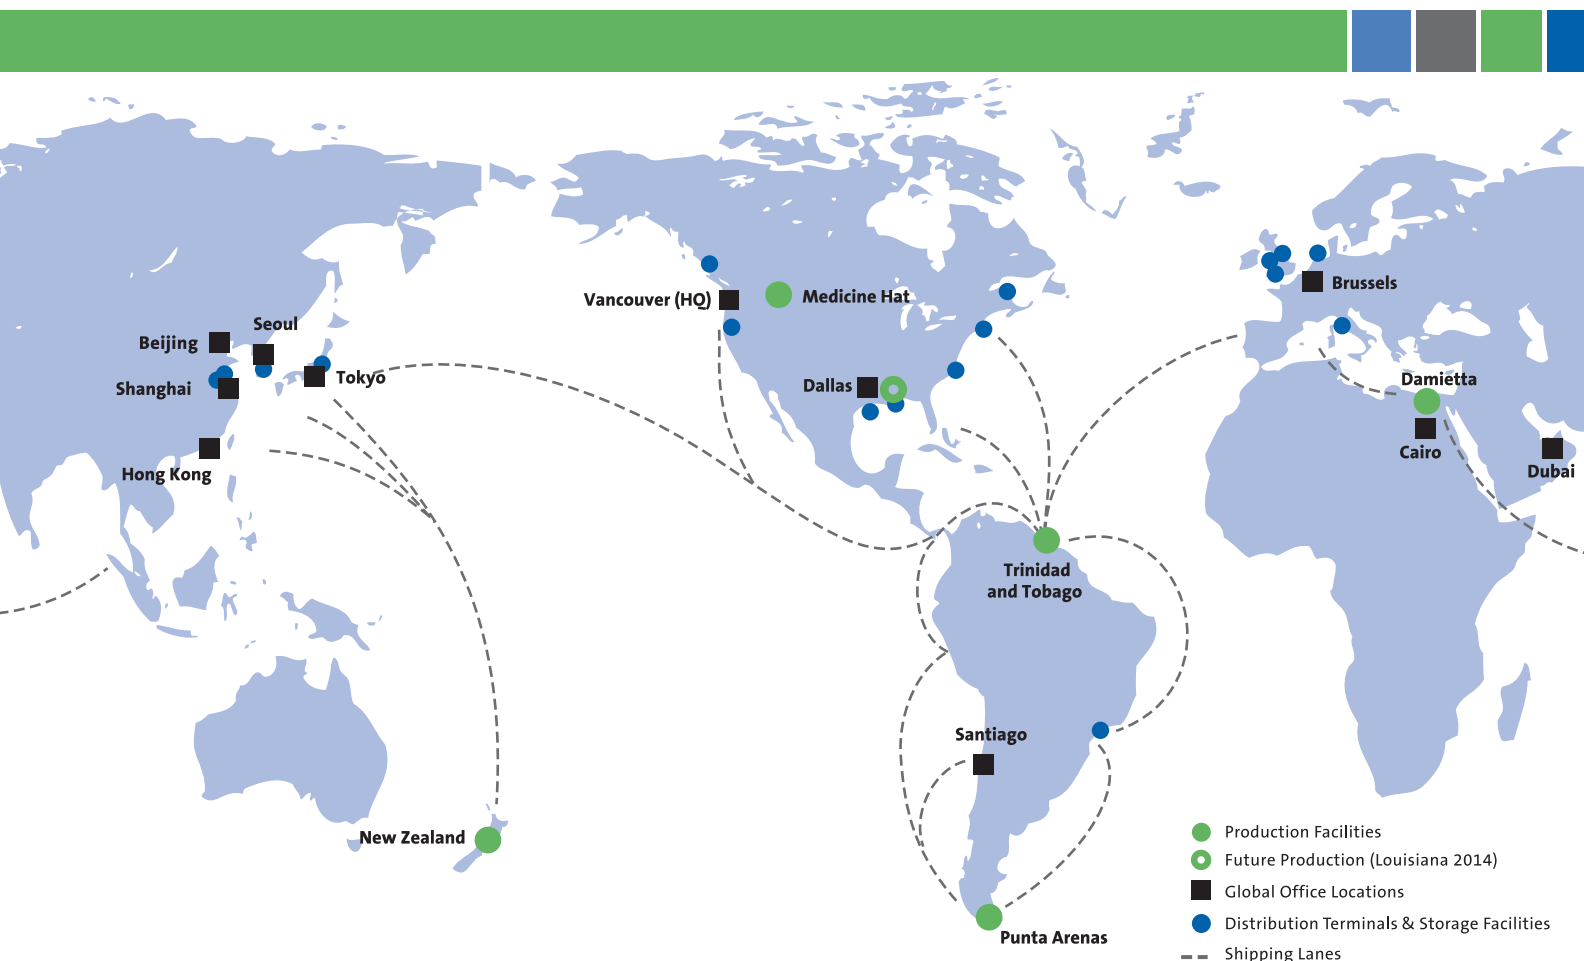 Vancouver (HQ)
Medicine Hat
Brussels
Seoul
Beijing
Tokyo
Shanghai
Dallas
Damietta
Cairo
Hong Kong
Dubai
Trinidad
and Tobago
Santiago
New Zealand
Punta Arenas
Production Facilities
Future Production (Louisiana 2014)
Global Office Locations
Distribution Terminals & Storage Facilities
Shipping Lanes